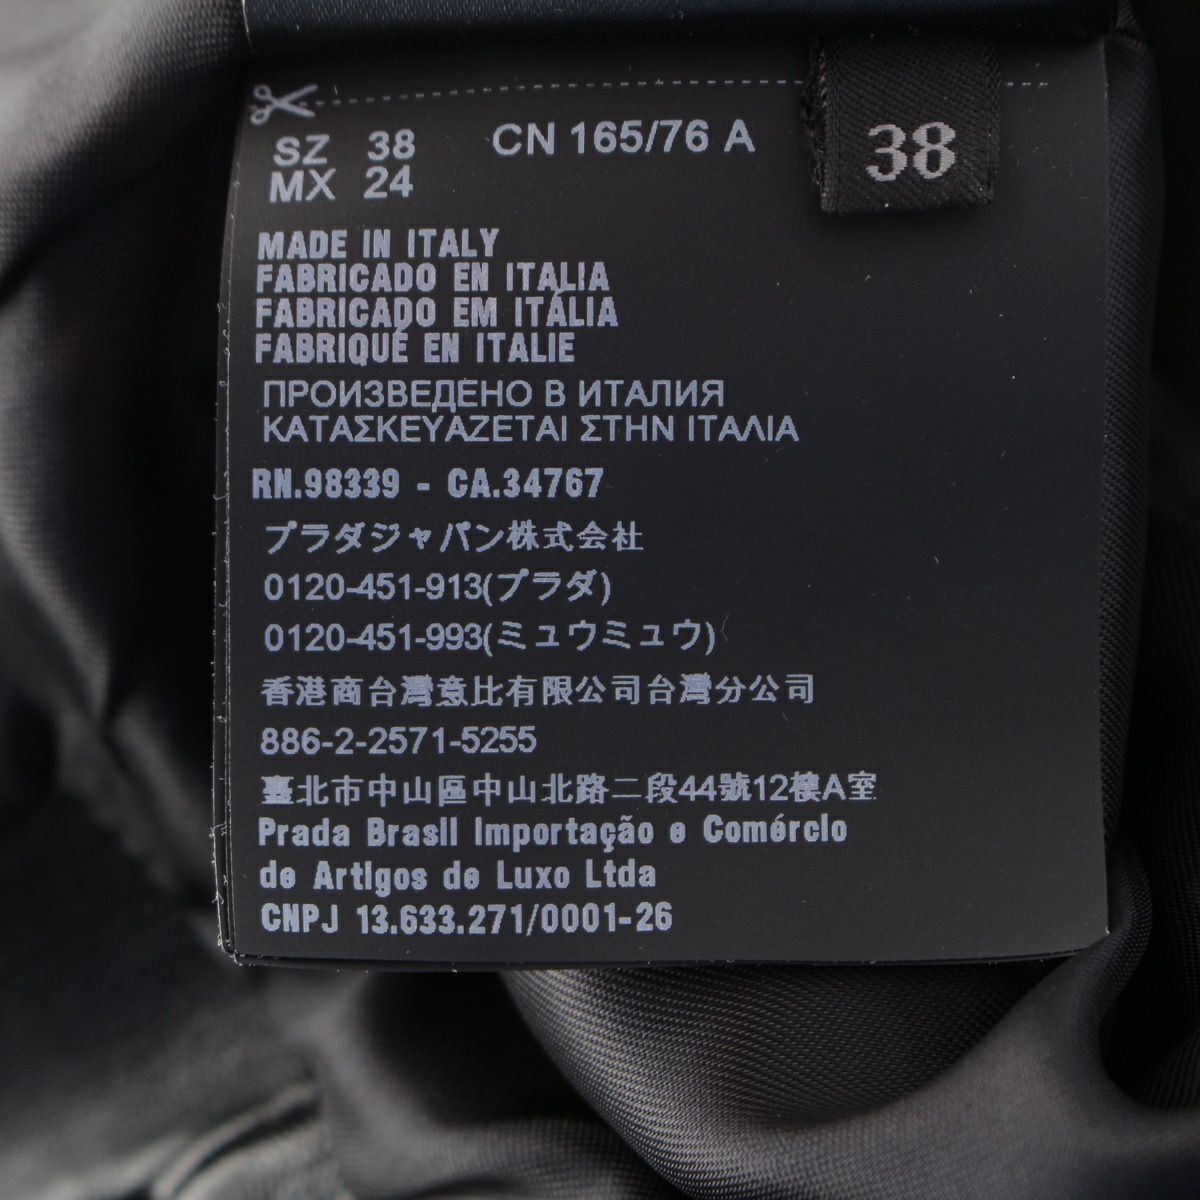 SZ 38 CN 165/76 A
MX 24
38
MADE IN ITALY
FABRICADO EN ITALIA
FABRICADO EM ITÁLIA
FABRIQUÉ EN ITALIE
ПРОИЗВЕДЕНО В ИТАЛИЯ
ΚΑΤΑΣΚΕΥΑΖΕΤΑΙ ΣΤΗΝ ΙΤΑΛΙΑ
RN.98339 - CA.34767
プラダジャパン株式会社
0120-451-913(プラダ)
0120-451-993(ミュウミュウ)
香港商台灣意比有限公司台灣分公司
886-2-2571-5255
臺北市中山區中山北路二段44號12樓A室
Prada Brasil Importação e Comércio
de Artigos de Luxo Ltda
CNPJ 13.633.271/0001-26